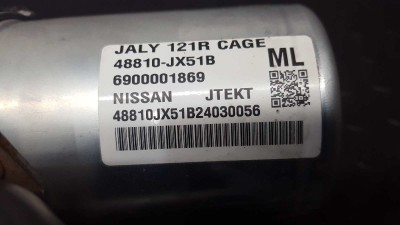 JALY 121R CAGE
48810-JX51B ML
6900001869
NISSAN JTEKT
48810JX51B24030056